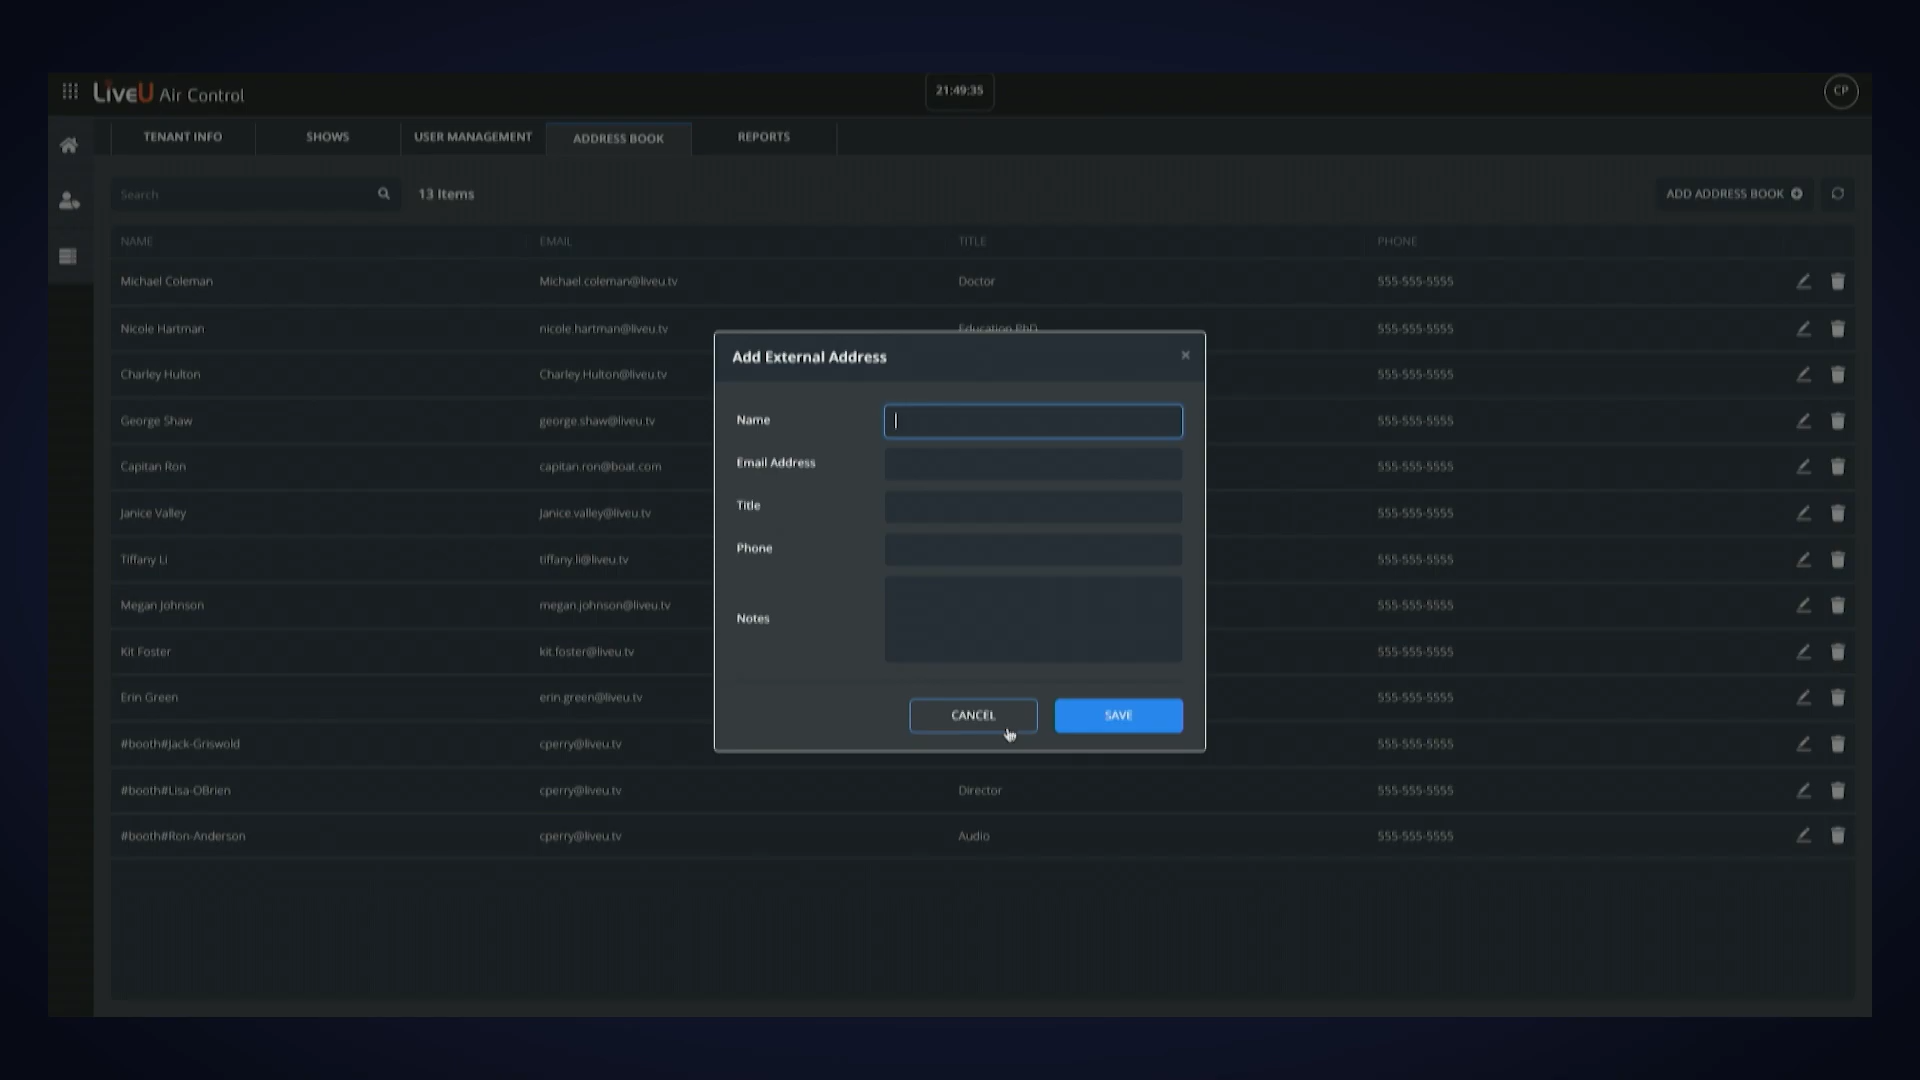 LiveU Air Control
21:49:35
CP
TENANT INFO
SHOWS
USER MANAGEMENT
ADDRESS BOOK
REPORTS
Search
13 Items
ADD ADDRESS BOOK
NAME EMAIL TITLE PHONE
Michael Coleman Michael.coleman@liveu.tv Doctor 555-555-5555
Nicole Hartman nicole.hartman@liveu.tv Education PhD 555-555-5555
Charley Hulton Charley.Hulton@liveu.tv 555-555-5555
George Shaw george.shaw@liveu.tv 555-555-5555
Capitan Ron capitan.ron@boat.com 555-555-5555
Janice Valley Janice.valley@liveu.tv 555-555-5555
Tiffany Li tiffany.li@liveu.tv 555-555-5555
Megan Johnson megan.johnson@liveu.tv 555-555-5555
Kit Foster kit.foster@liveu.tv 555-555-5555
Erin Green erin.green@liveu.tv 555-555-5555
#booth#Jack-Griswold cperry@liveu.tv 555-555-5555
#booth#Lisa-OBrien cperry@liveu.tv Director 555-555-5555
#booth#Ron-Anderson cperry@liveu.tv Audio 555-555-5555
Add External Address
Name
Email Address
Title
Phone
Notes
CANCEL
SAVE